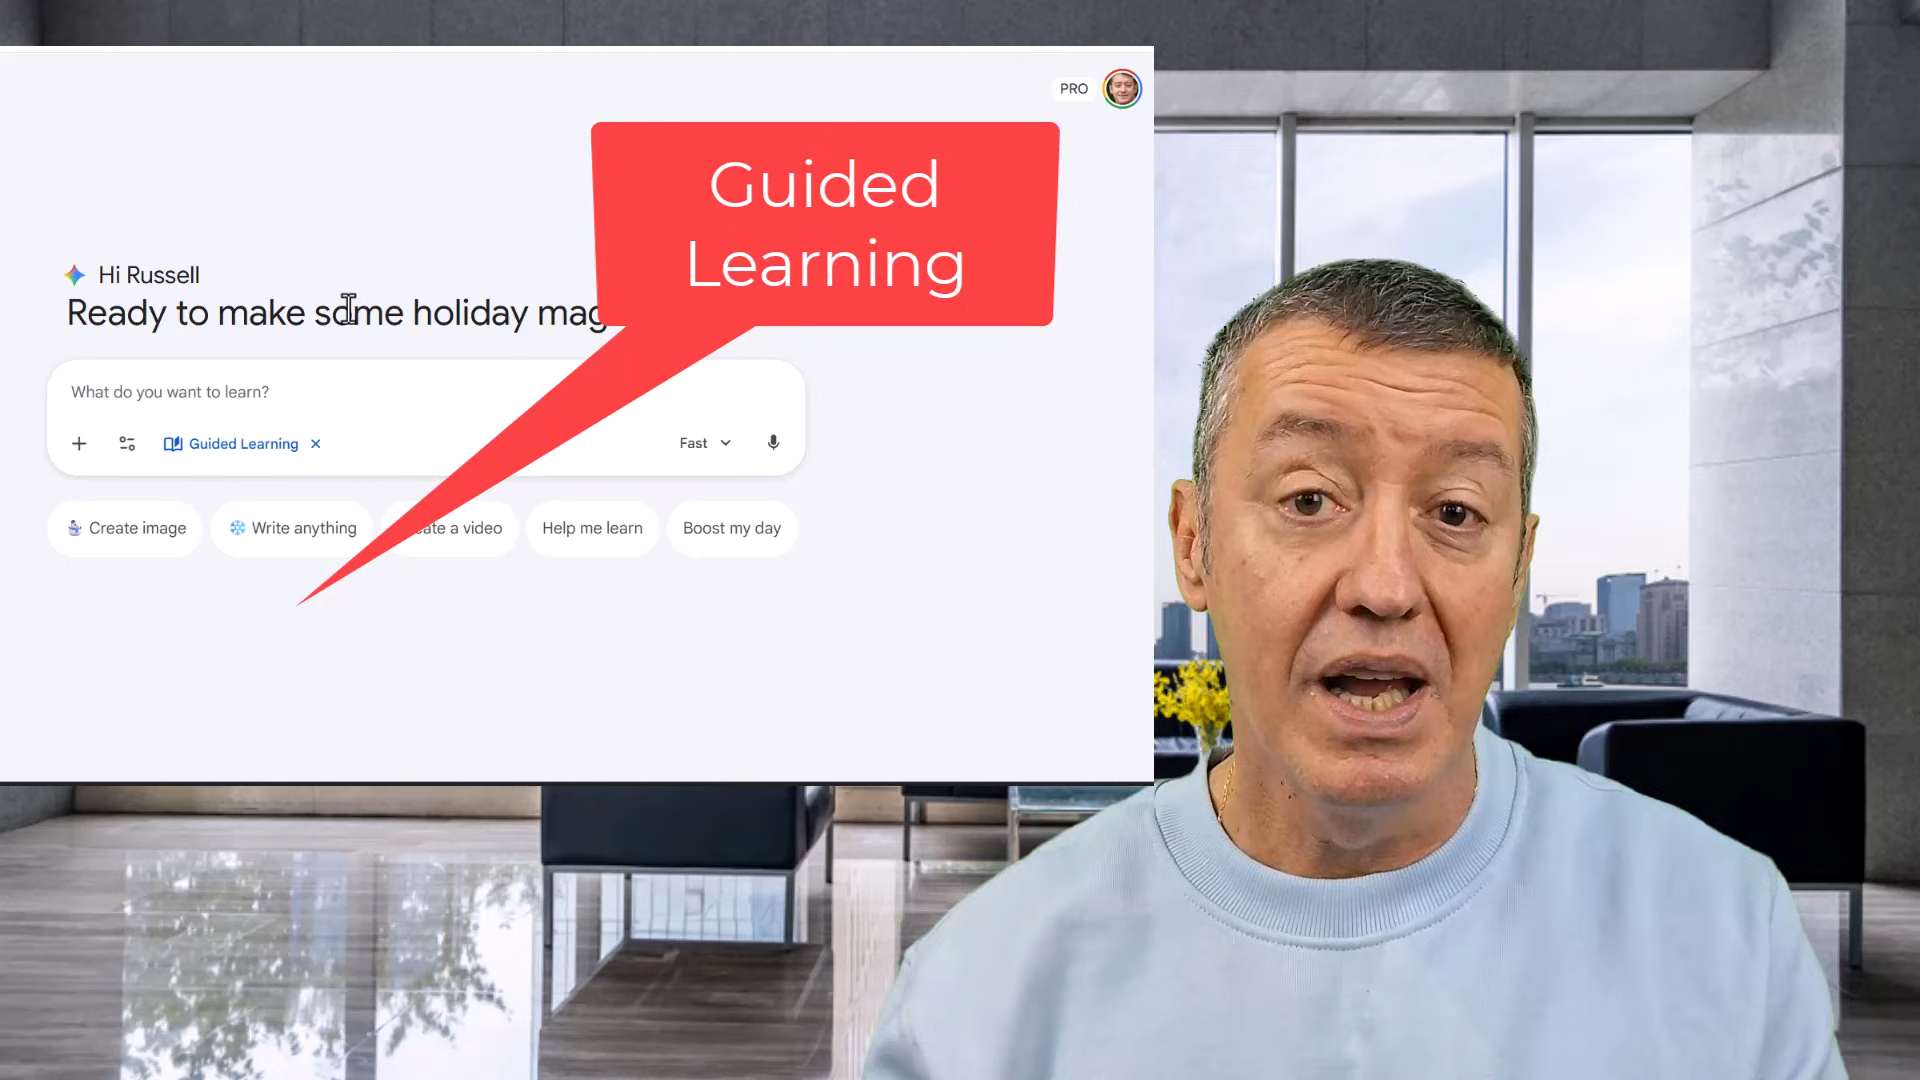 PRO
Guided
Learning
Hi Russell
Ready to make some holiday mag
What do you want to learn?
Guided Learning
Fast
Create image
Write anything
ate a video
Help me learn
Boost my day